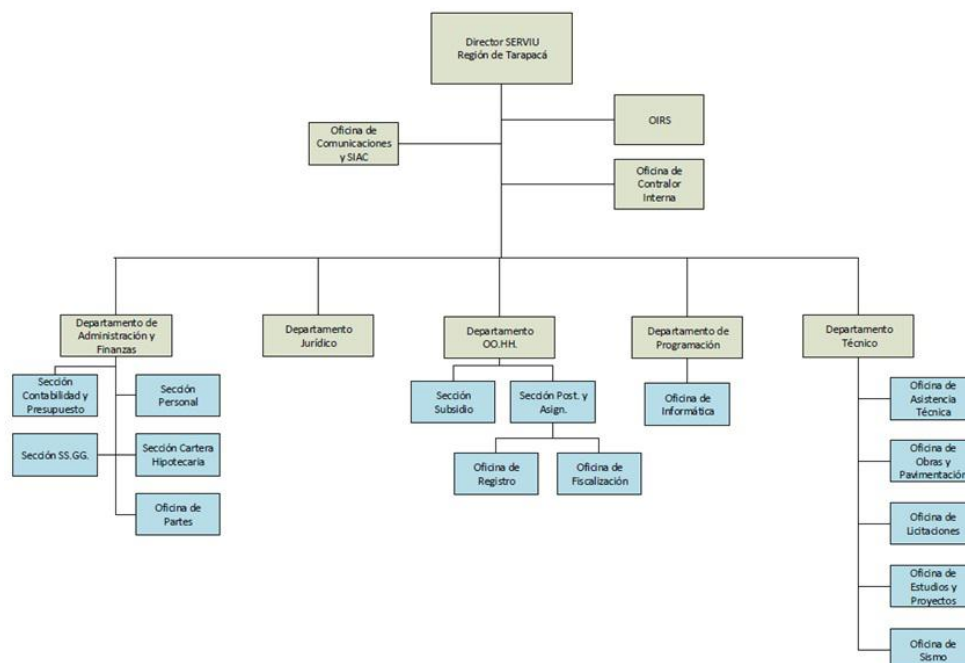 Director SERVIU
Región de Tarapacá
OIRS
Oficina de
Comunicaciones
y SIAC
Oficina de
Contralor
Interna
Departamento de
Administración y
Finanzas
Departamento
Jurídico
Departamento
OO.HH.
Departamento de
Programación
Departamento
Técnico
Sección
Contabilidad y
Presupuesto
Sección
Personal
Sección SS.GG.
Sección Cartera
Hipotecaria
Oficina de
Partes
Sección
Subsidio
Sección Post. y
Asign.
Oficina de
Registro
Oficina de
Fiscalización
Oficina de
Informática
Oficina de
Asistencia
Técnica
Oficina de
Obras y
Pavimentación
Oficina de
Licitaciones
Oficina de
Estudios y
Proyectos
Oficina de
Sismo